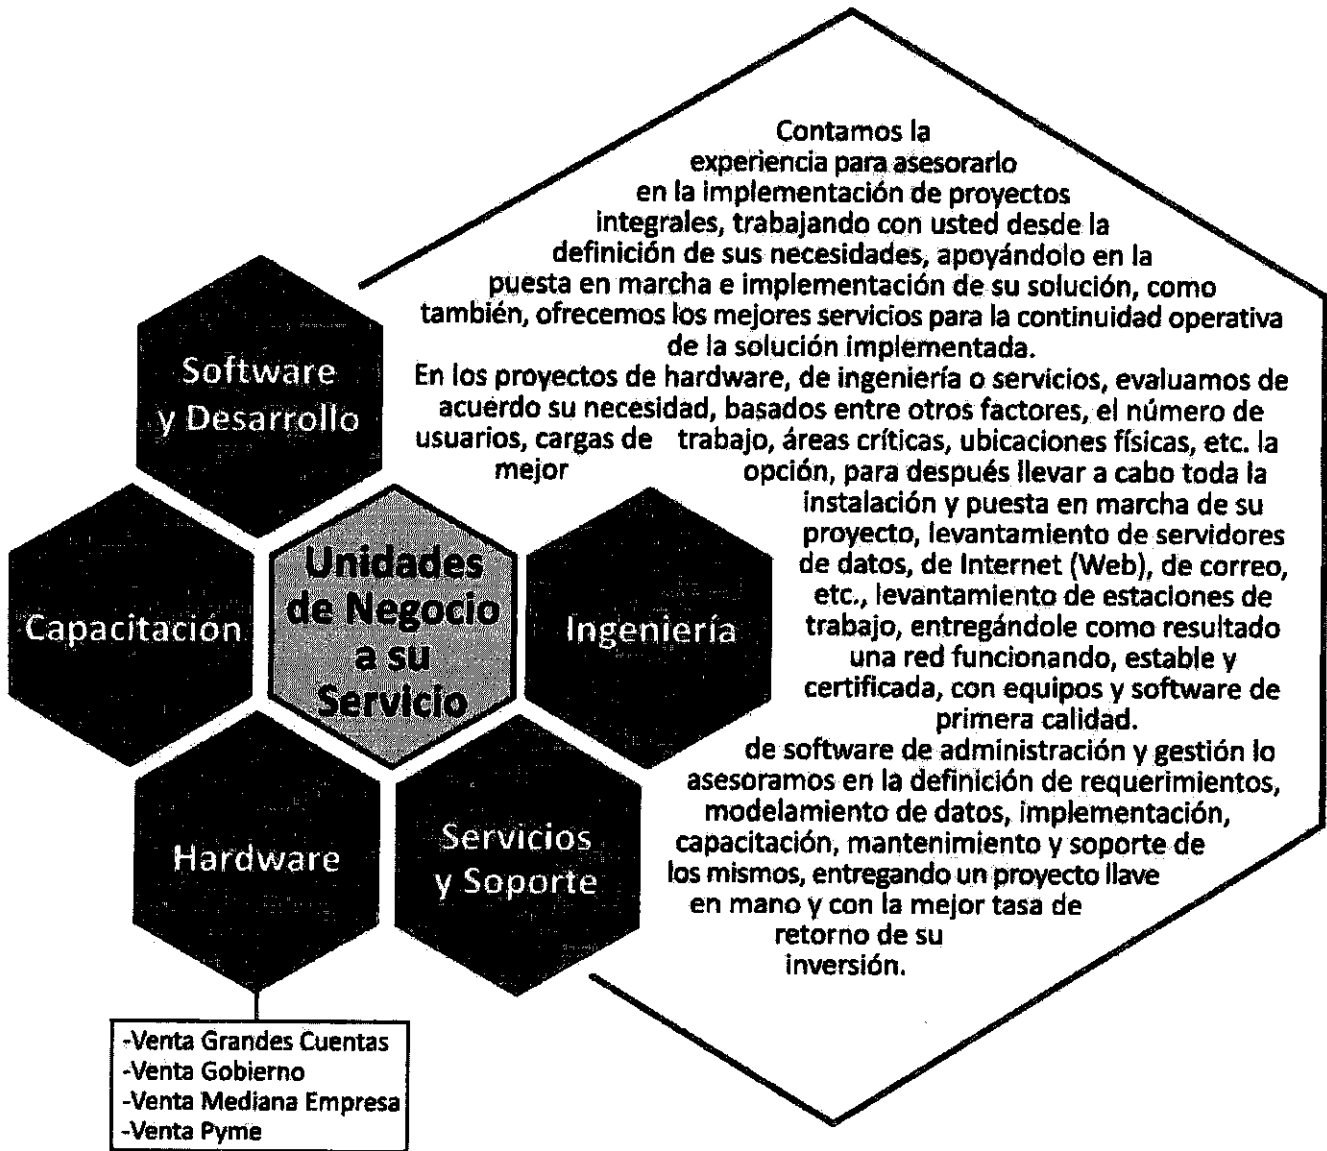 Contamos la
experiencia para asesorarlo
en la implementación de proyectos
integrales, trabajando con usted desde la
definición de sus necesidades, apoyándolo en la
puesta en marcha e implementación de su solución, como
también, ofrecemos los mejores servicios para la continuidad operativa
de la solución implementada.
En los proyectos de hardware, de ingeniería o servicios, evaluamos de
acuerdo su necesidad, basados entre otros factores, el número de
usuarios, cargas de trabajo, áreas críticas, ubicaciones físicas, etc. la
mejor opción, para después llevar a cabo toda la
instalación y puesta en marcha de su
proyecto, levantamiento de servidores
de datos, de Internet (Web), de correo,
etc., levantamiento de estaciones de
trabajo, entregándole como resultado
una red funcionando, estable y
certificada, con equipos y software de
primera calidad.
de software de administración y gestión lo
asesoramos en la definición de requerimientos,
modelamiento de datos, implementación,
capacitación, mantenimiento y soporte de
los mismos, entregando un proyecto llave
en mano y con la mejor tasa de
retorno de su
inversión.
Software
y Desarrollo
Capacitación
Unidades
de Negocio
a su
Servicio
Ingeniería
Hardware
Servicios
y Soporte
-Venta Grandes Cuentas
-Venta Gobierno
-Venta Mediana Empresa
-Venta Pyme